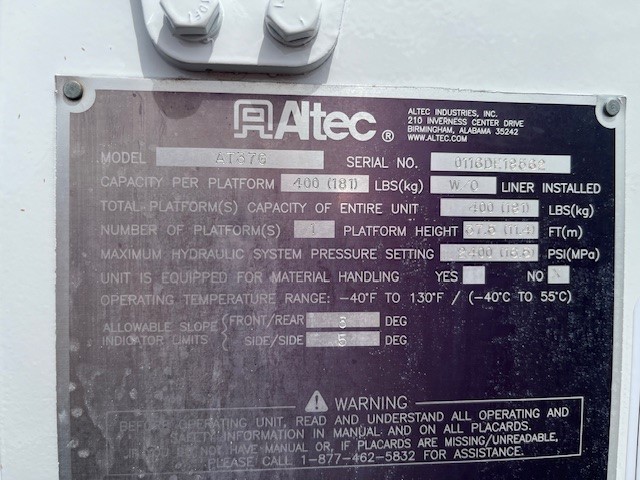 Altec®
ALTEC INDUSTRIES, INC.
210 INVERNESS CENTER DRIVE
BIRMINGHAM, ALABAMA 35242
WWW.ALTEC.COM
MODEL SERIAL NO.
CAPACITY PER PLATFORM 400 (181) LBS(kg) W/O LINER INSTALLED
TOTAL-PLATFORM(S) CAPACITY OF ENTIRE UNIT 400 (181) LBS(kg)
NUMBER OF PLATFORM(S) 1 PLATFORM HEIGHT FT(m)
MAXIMUM HYDRAULIC SYSTEM PRESSURE SETTING PSI(MPa)
UNIT IS EQUIPPED FOR MATERIAL HANDLING YES NO X
OPERATING TEMPERATURE RANGE: -40°F TO 130°F / (-40°C TO 55°C)
ALLOWABLE SLOPE INDICATOR LIMITS
FRONT/REAR DEG
SIDE/SIDE 5 DEG
WARNING
OPERATING UNIT, READ AND UNDERSTAND ALL OPERATING AND
SAFETY INFORMATION IN MANUAL AND ON ALL PLACARDS.
NOT HAVE MANUAL OR, IF PLACARDS ARE MISSING/UNREADABLE,
PLEASE CALL 1-877-462-5832 FOR ASSISTANCE.